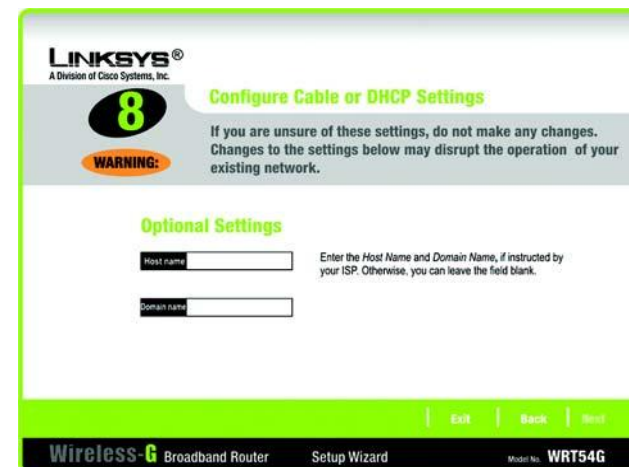 LINKSYS®
A Division of Cisco Systems, Inc.
8
Configure Cable or DHCP Settings
WARNING:
If you are unsure of these settings, do not make any changes.
Changes to the settings below may disrupt the operation of your
existing network.
Optional Settings
Host name
Enter the Host Name and Domain Name, if instructed by
your ISP. Otherwise, you can leave the field blank.
Domain name
Exit
Back
Next
Wireless-G Broadband Router
Setup Wizard
Model No. WRT54G